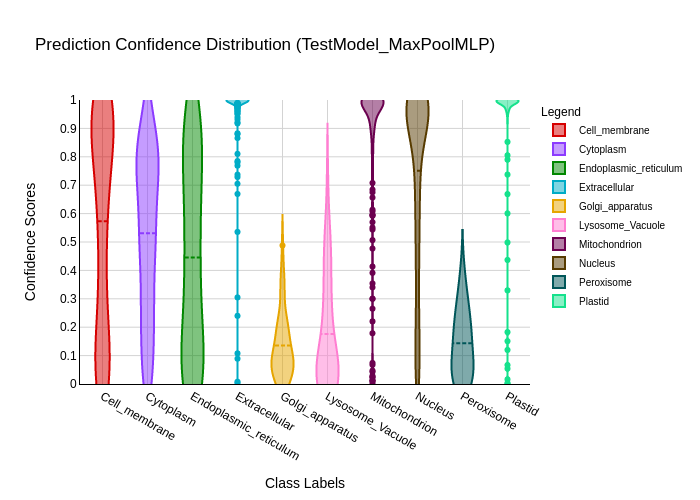 Prediction Confidence Distribution (TestModel_MaxPoolMLP)
Legend
Cell_membrane
Cytoplasm
Endoplasmic_reticulum
Extracellular
Golgi_apparatus
Lysosome_Vacuole
Mitochondrion
Nucleus
Peroxisome
Plastid
Confidence Scores
1
0.9
0.8
0.7
0.6
0.5
0.4
0.3
0.2
0.1
0
Cell_membrane
Cytoplasm
Endoplasmic_reticulum
Extracellular
Golgi_apparatus
Lysosome_Vacuole
Mitochondrion
Nucleus
Peroxisome
Plastid
Class Labels